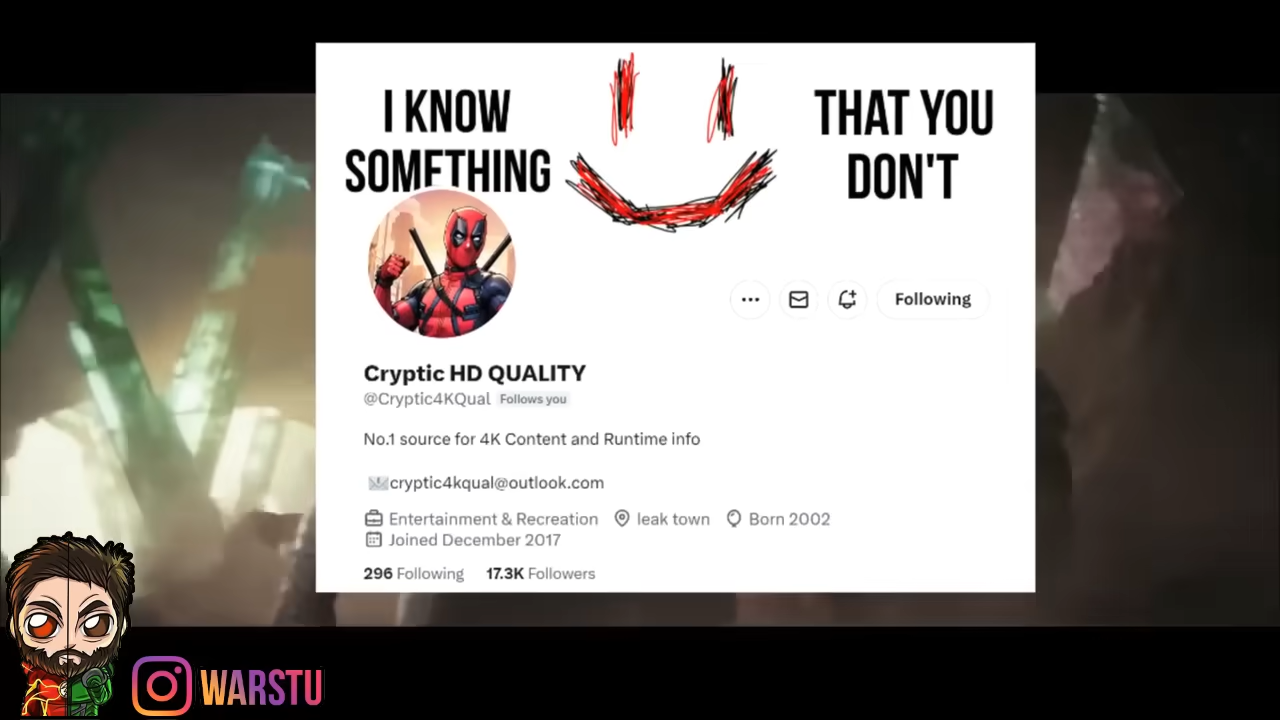 I KNOW
SOMETHING
THAT YOU
DON'T
Following
Cryptic HD QUALITY
@Cryptic4KQual Follows you
No.1 source for 4K Content and Runtime info
cryptic4kqual@outlook.com
Entertainment & Recreation leak town Born 2002
Joined December 2017
296 Following 17.3K Followers
WARSTU